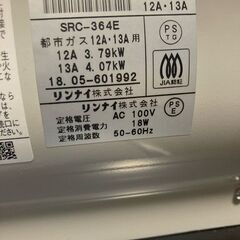 12A・13A
SRC-364E
都市ガス12A・13A用
12A 3.79kW
13A 4.07kW
18.05-601992
リンナイ株式会社
PS
TG
JIA認証
リンナイ株式会社
定格電圧 AC 100V
定格消費電力 18W
定格周波数 50-60Hz
PS
E